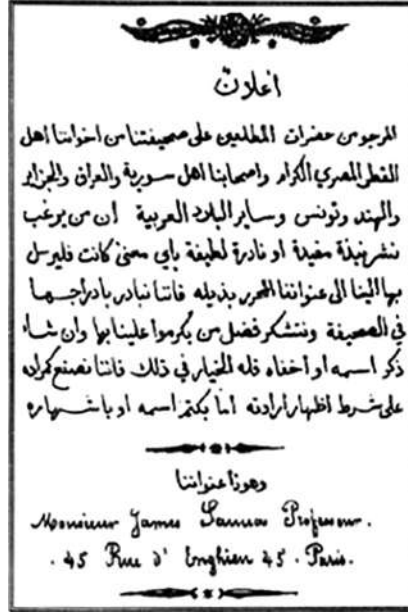 اعلان
المرجو من حضرات المطلعين على صحيفتنا من اخواننا اهل
القطر المصري الكرام واصحابنا اهل سورية والعراق والجزاير
والهند وتونس وساير البلاد العربية ان من يرغب
نشر نبذة مفيدة او نادرة لطيفة باي معنى كانت فليرسل
بها الينا الى عنواننا المحرر بذيله فاننا نبادر بادراجها
في الصحيفة ونتشكر فضل من يكرموا علينا بها وان شاء
ذكر اسمه او أخفاه فله الخيار في ذلك فاننا نصنع كمراده
على شرط اظهار أرادته أما بكتم اسمه او باشهاره
وهوذا عنواننا
Monsieur James Sanua Professeur.
. 45 Rue d' Enghien 45 . Paris.